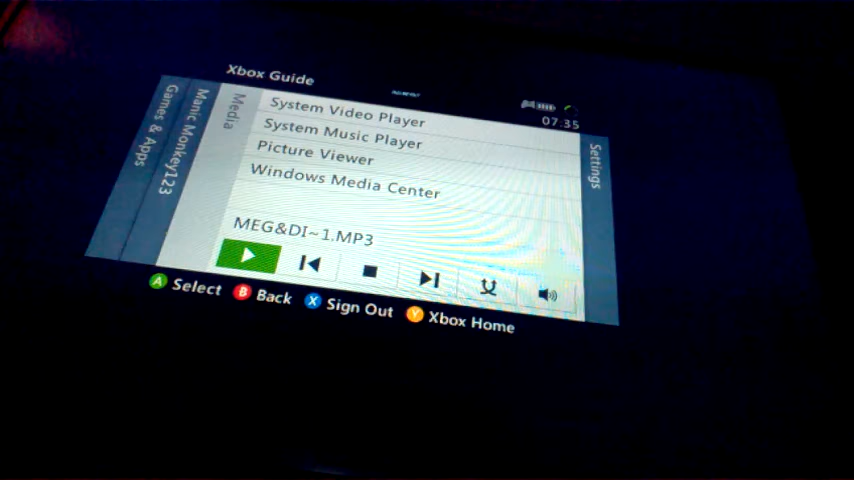 Xbox Guide
07:35
Games & Apps
Manic Monkey123
Media
System Video Player
System Music Player
Picture Viewer
Windows Media Center
MEG&DI~1.MP3
Settings
A Select B Back X Sign Out Y Xbox Home